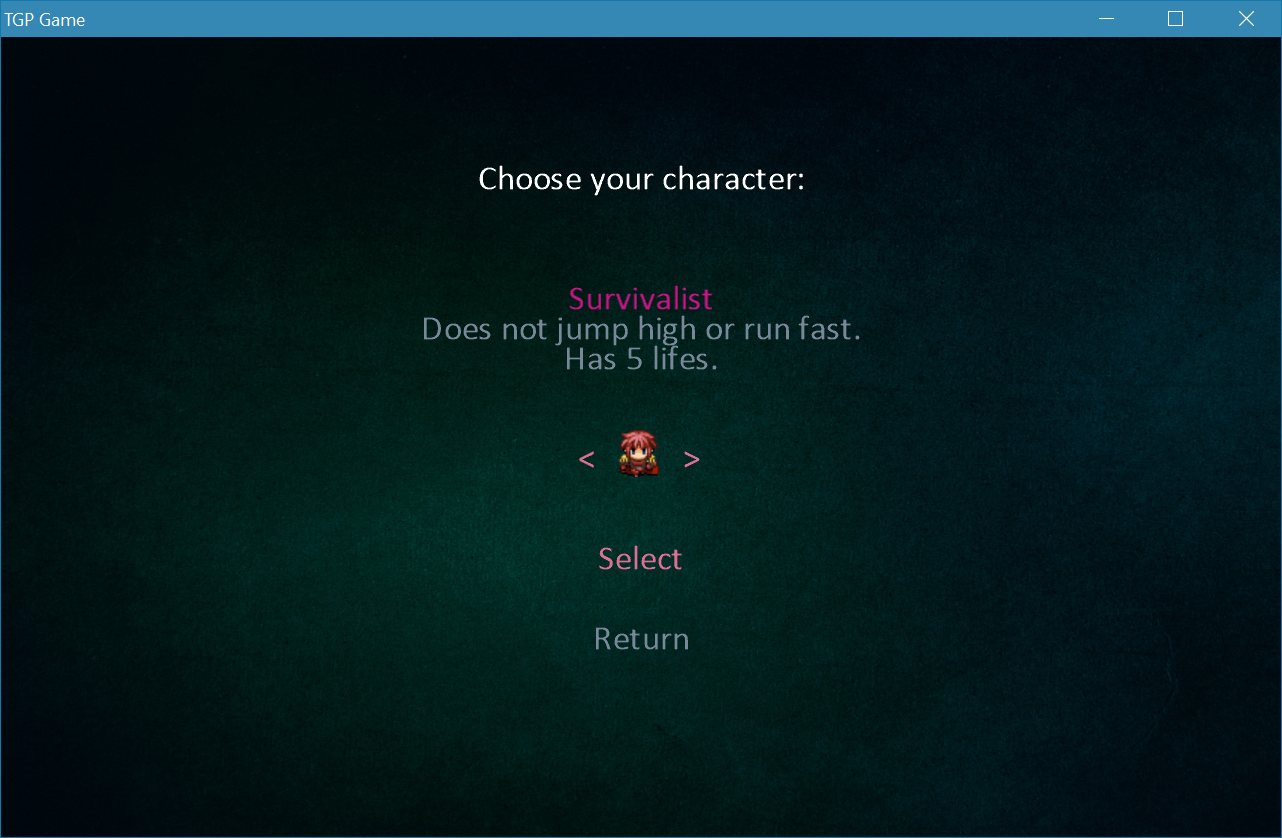 TGP Game
Choose your character:
Survivalist
Does not jump high or run fast.
Has 5 lifes.
< >
Select
Return